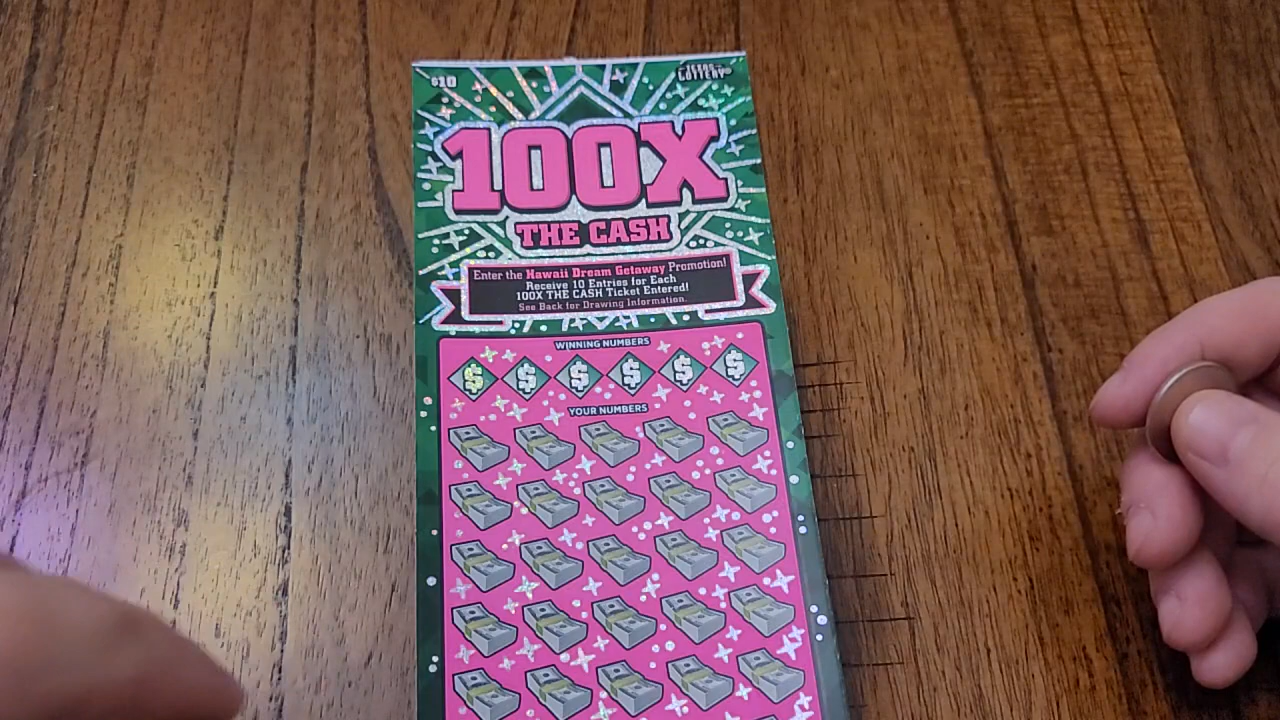 $10
TEXAS
LOTTERY®
100X
THE CASH
Enter the Hawaii Dream Getaway Promotion!
Receive 10 Entries for Each
100X THE CASH Ticket Entered!
See Back for Drawing Information.
WINNING NUMBERS
$ $ $ $ $ $
YOUR NUMBERS